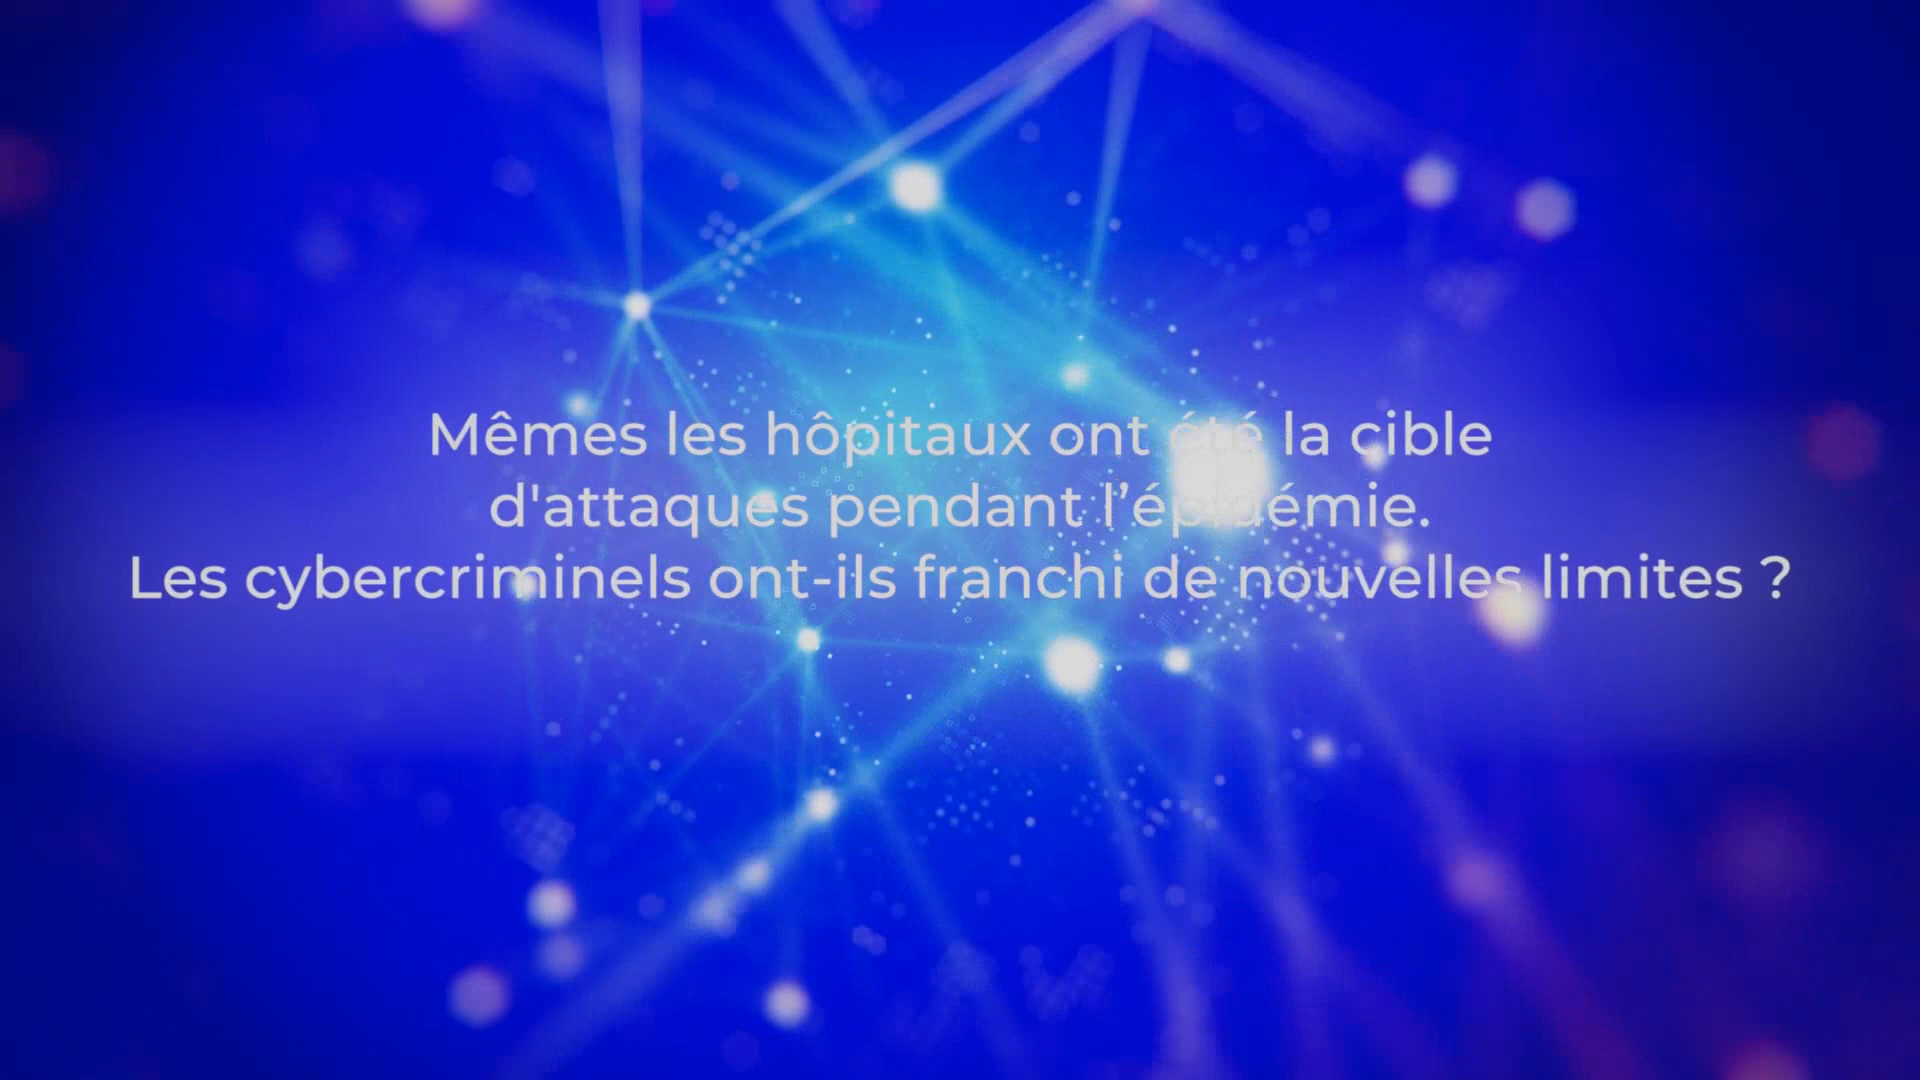 Mêmes les hôpitaux ont été la cible
d'attaques pendant l’épidémie.
Les cybercriminels ont-ils franchi de nouvelles limites ?